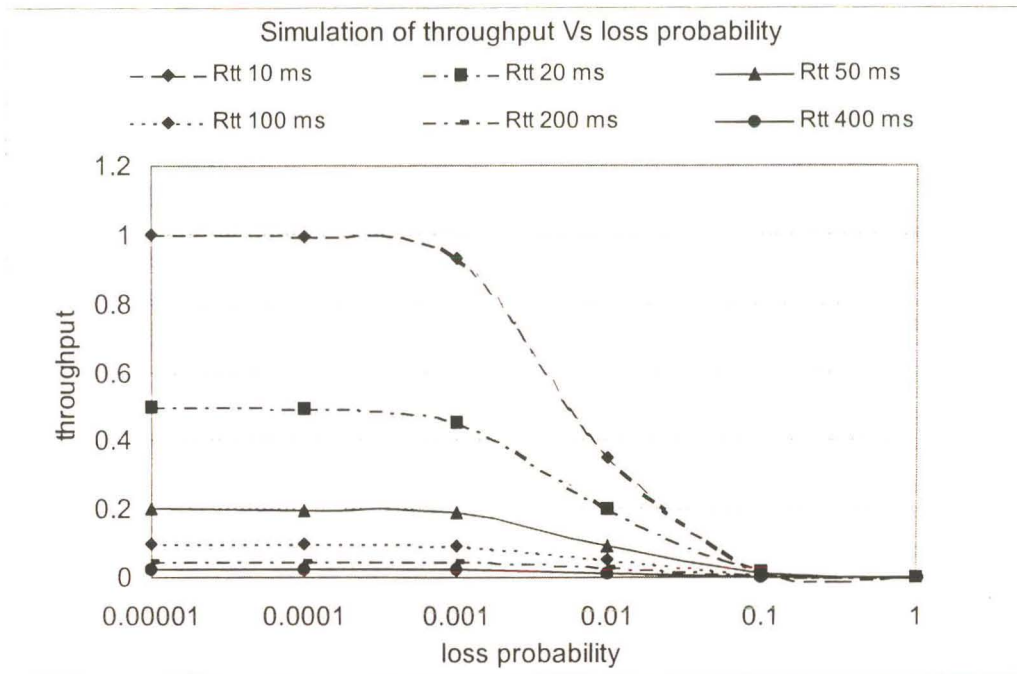 Simulation of throughput Vs loss probability
Rtt 10 ms Rtt 20 ms Rtt 50 ms
Rtt 100 ms Rtt 200 ms Rtt 400 ms
1.2
1
0.8
0.6
0.4
0.2
0
throughput
0.00001 0.0001 0.001 0.01 0.1 1
loss probability